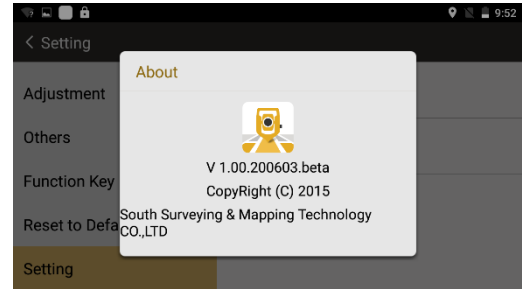 9:52
Setting
About
Adjustment
Others
V 1.00.200603.beta
Function Key
CopyRight (C) 2015
South Surveying & Mapping Technology
CO.,LTD
Reset to Defa
Setting